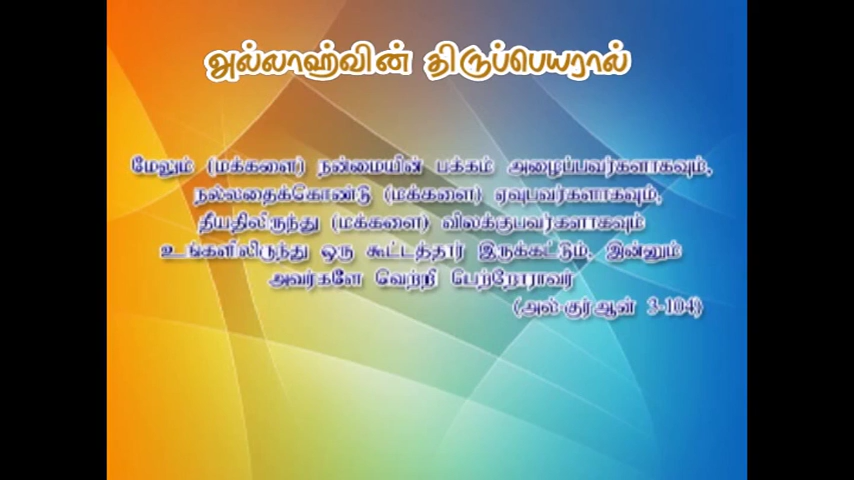 அல்லாஹ்வின் திருப்பெயரால்
மேலும் (மக்களை) நன்மையின் பக்கம் அழைப்பவர்களாகவும்,
நல்லதைக்கொண்டு (மக்களை) ஏவுபவர்களாகவும்,
தீயதிலிருந்து (மக்களை) விலக்குபவர்களாகவும்
உங்களிலிருந்து ஒரு கூட்டத்தார் இருக்கட்டும். இன்னும்
அவர்களே வெற்றி பேற்றோராவர்
(அல்-குர்ஆன் 3-104)